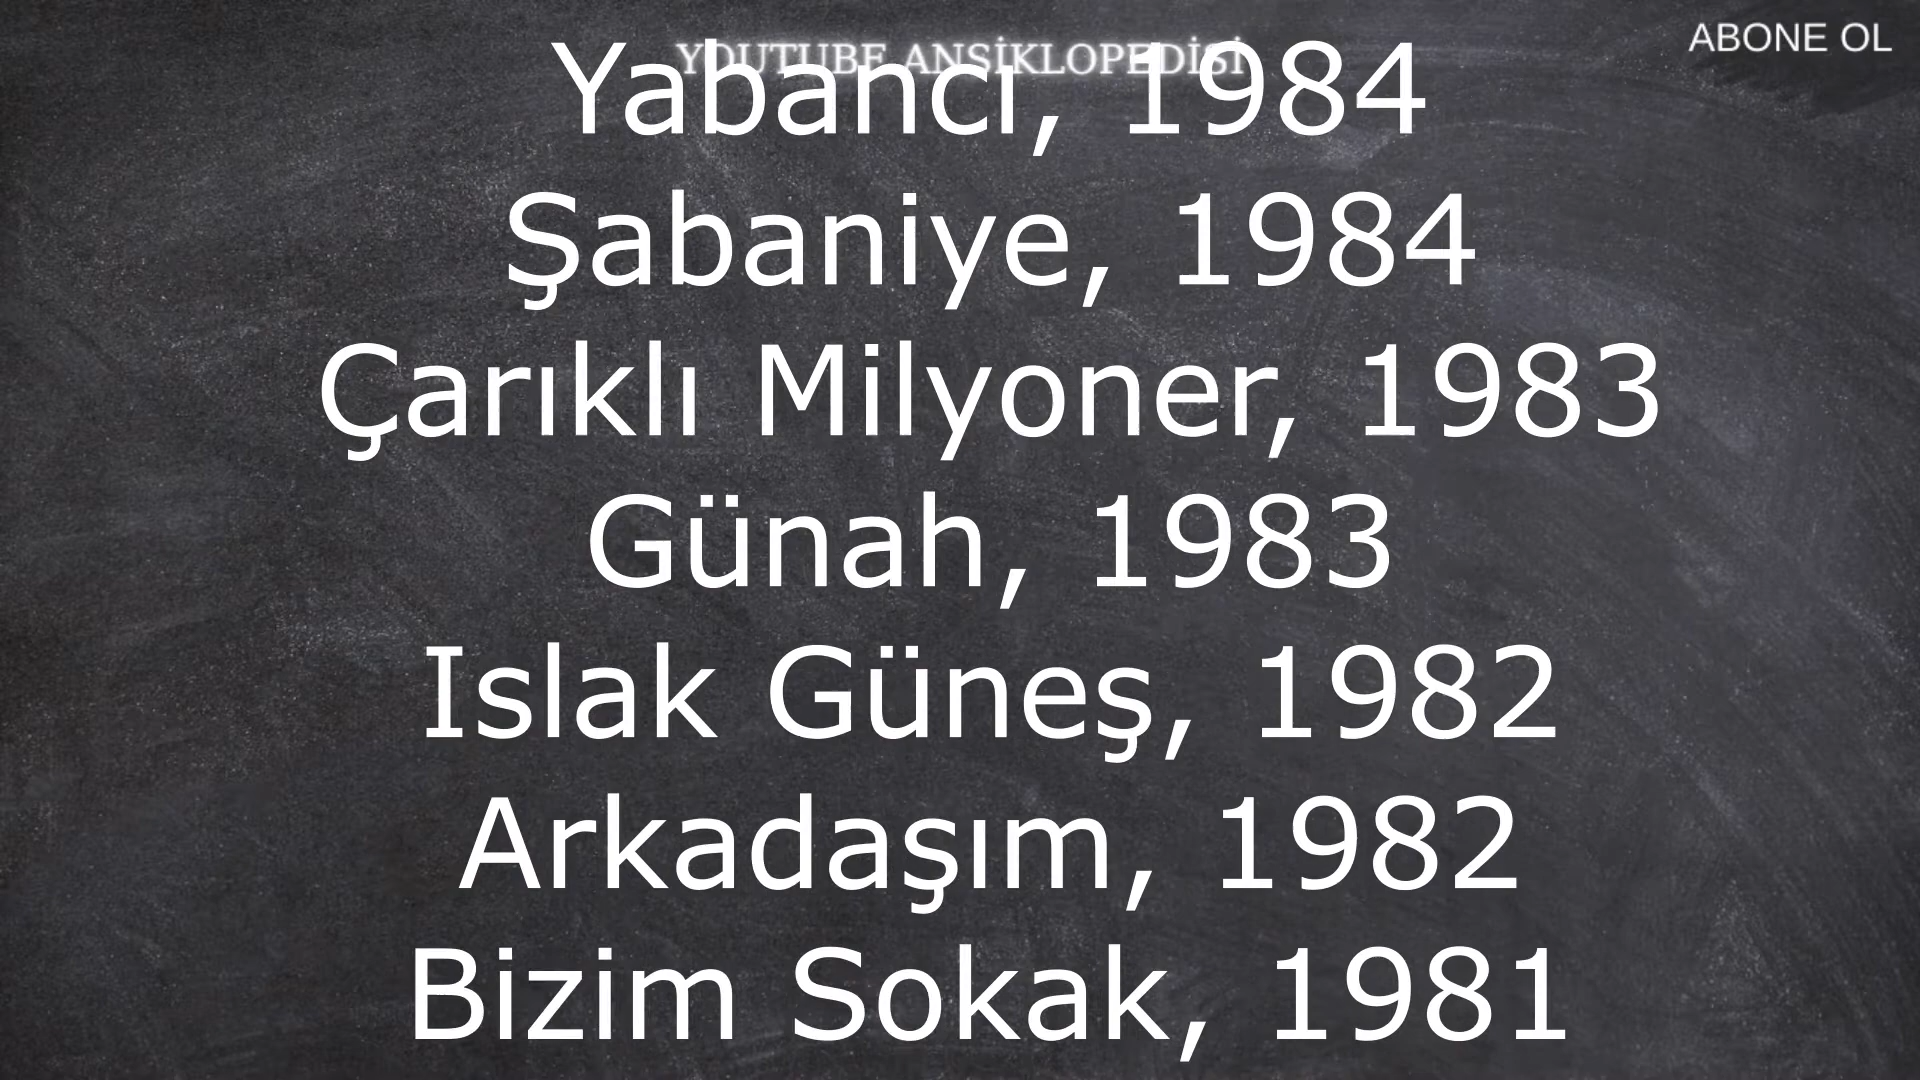 YOUTUBE ANSİKLOPEDİSİ
ABONE OL
Yabancı, 1984
Şabaniye, 1984
Çarıklı Milyoner, 1983
Günah, 1983
Islak Güneş, 1982
Arkadaşım, 1982
Bizim Sokak, 1981